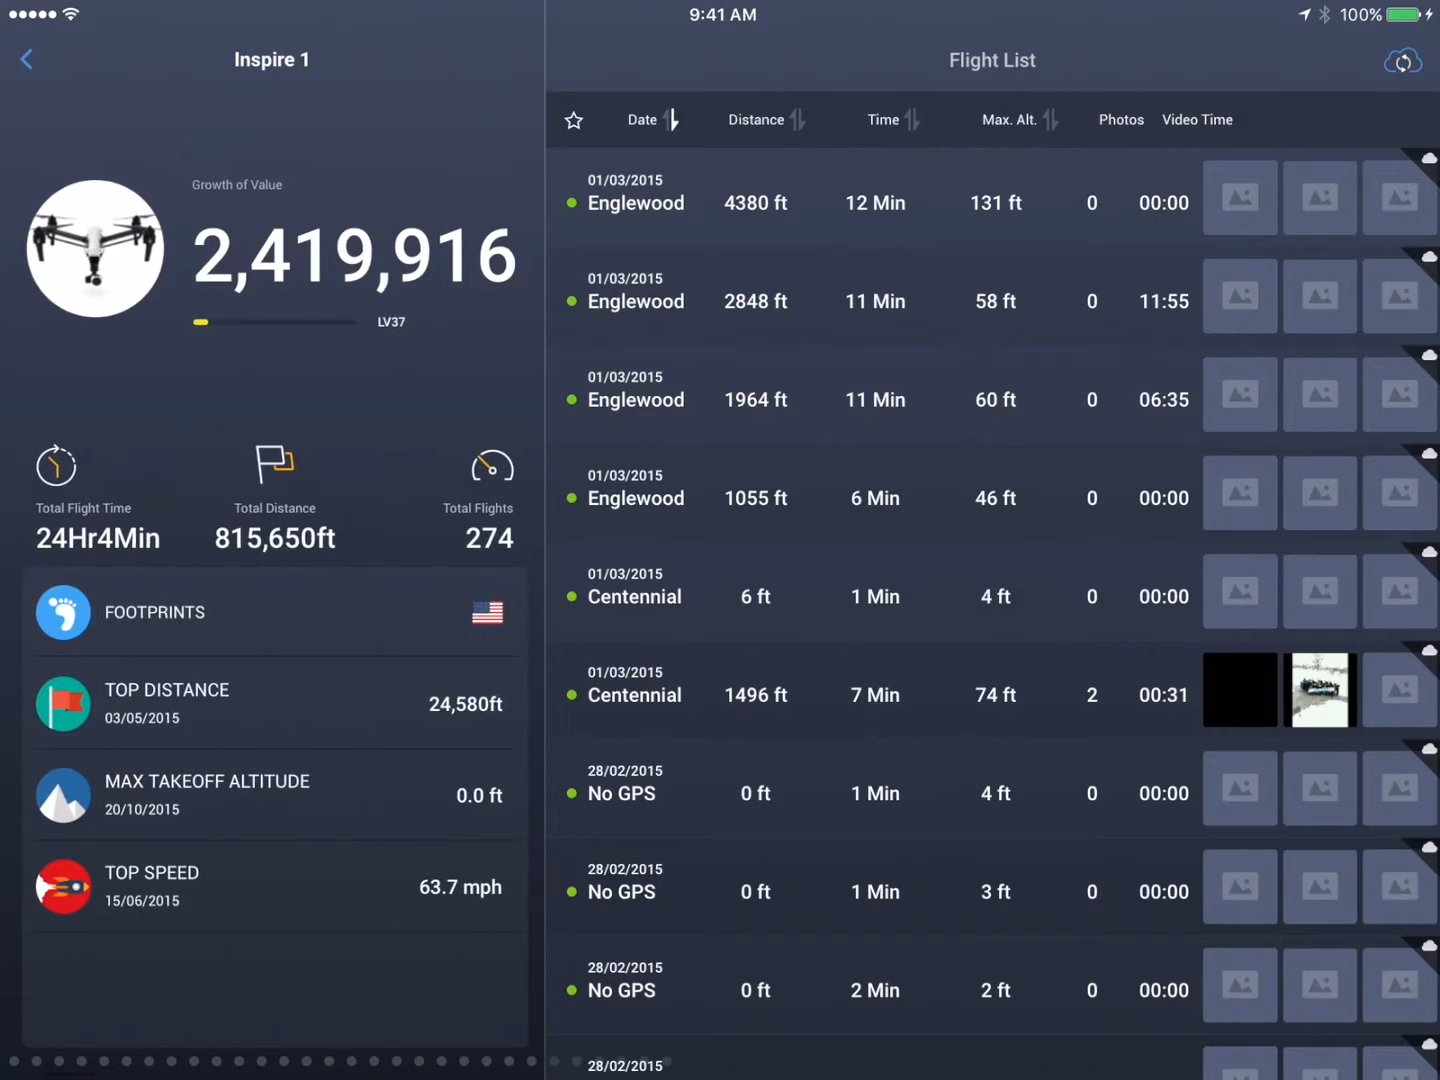 9:41 AM
100%
Inspire 1
Flight List
Growth of Value
2,419,916
LV37
Total Flight Time
24Hr4Min
Total Distance
815,650ft
Total Flights
274
FOOTPRINTS
TOP DISTANCE
03/05/2015
24,580ft
MAX TAKEOFF ALTITUDE
20/10/2015
0.0 ft
TOP SPEED
15/06/2015
63.7 mph
Date Distance Time Max. Alt. Photos Video Time
01/03/2015
Englewood 4380 ft 12 Min 131 ft 0 00:00
01/03/2015
Englewood 2848 ft 11 Min 58 ft 0 11:55
01/03/2015
Englewood 1964 ft 11 Min 60 ft 0 06:35
01/03/2015
Englewood 1055 ft 6 Min 46 ft 0 00:00
01/03/2015
Centennial 6 ft 1 Min 4 ft 0 00:00
01/03/2015
Centennial 1496 ft 7 Min 74 ft 2 00:31
28/02/2015
No GPS 0 ft 1 Min 4 ft 0 00:00
28/02/2015
No GPS 0 ft 1 Min 3 ft 0 00:00
28/02/2015
No GPS 0 ft 2 Min 2 ft 0 00:00
28/02/2015